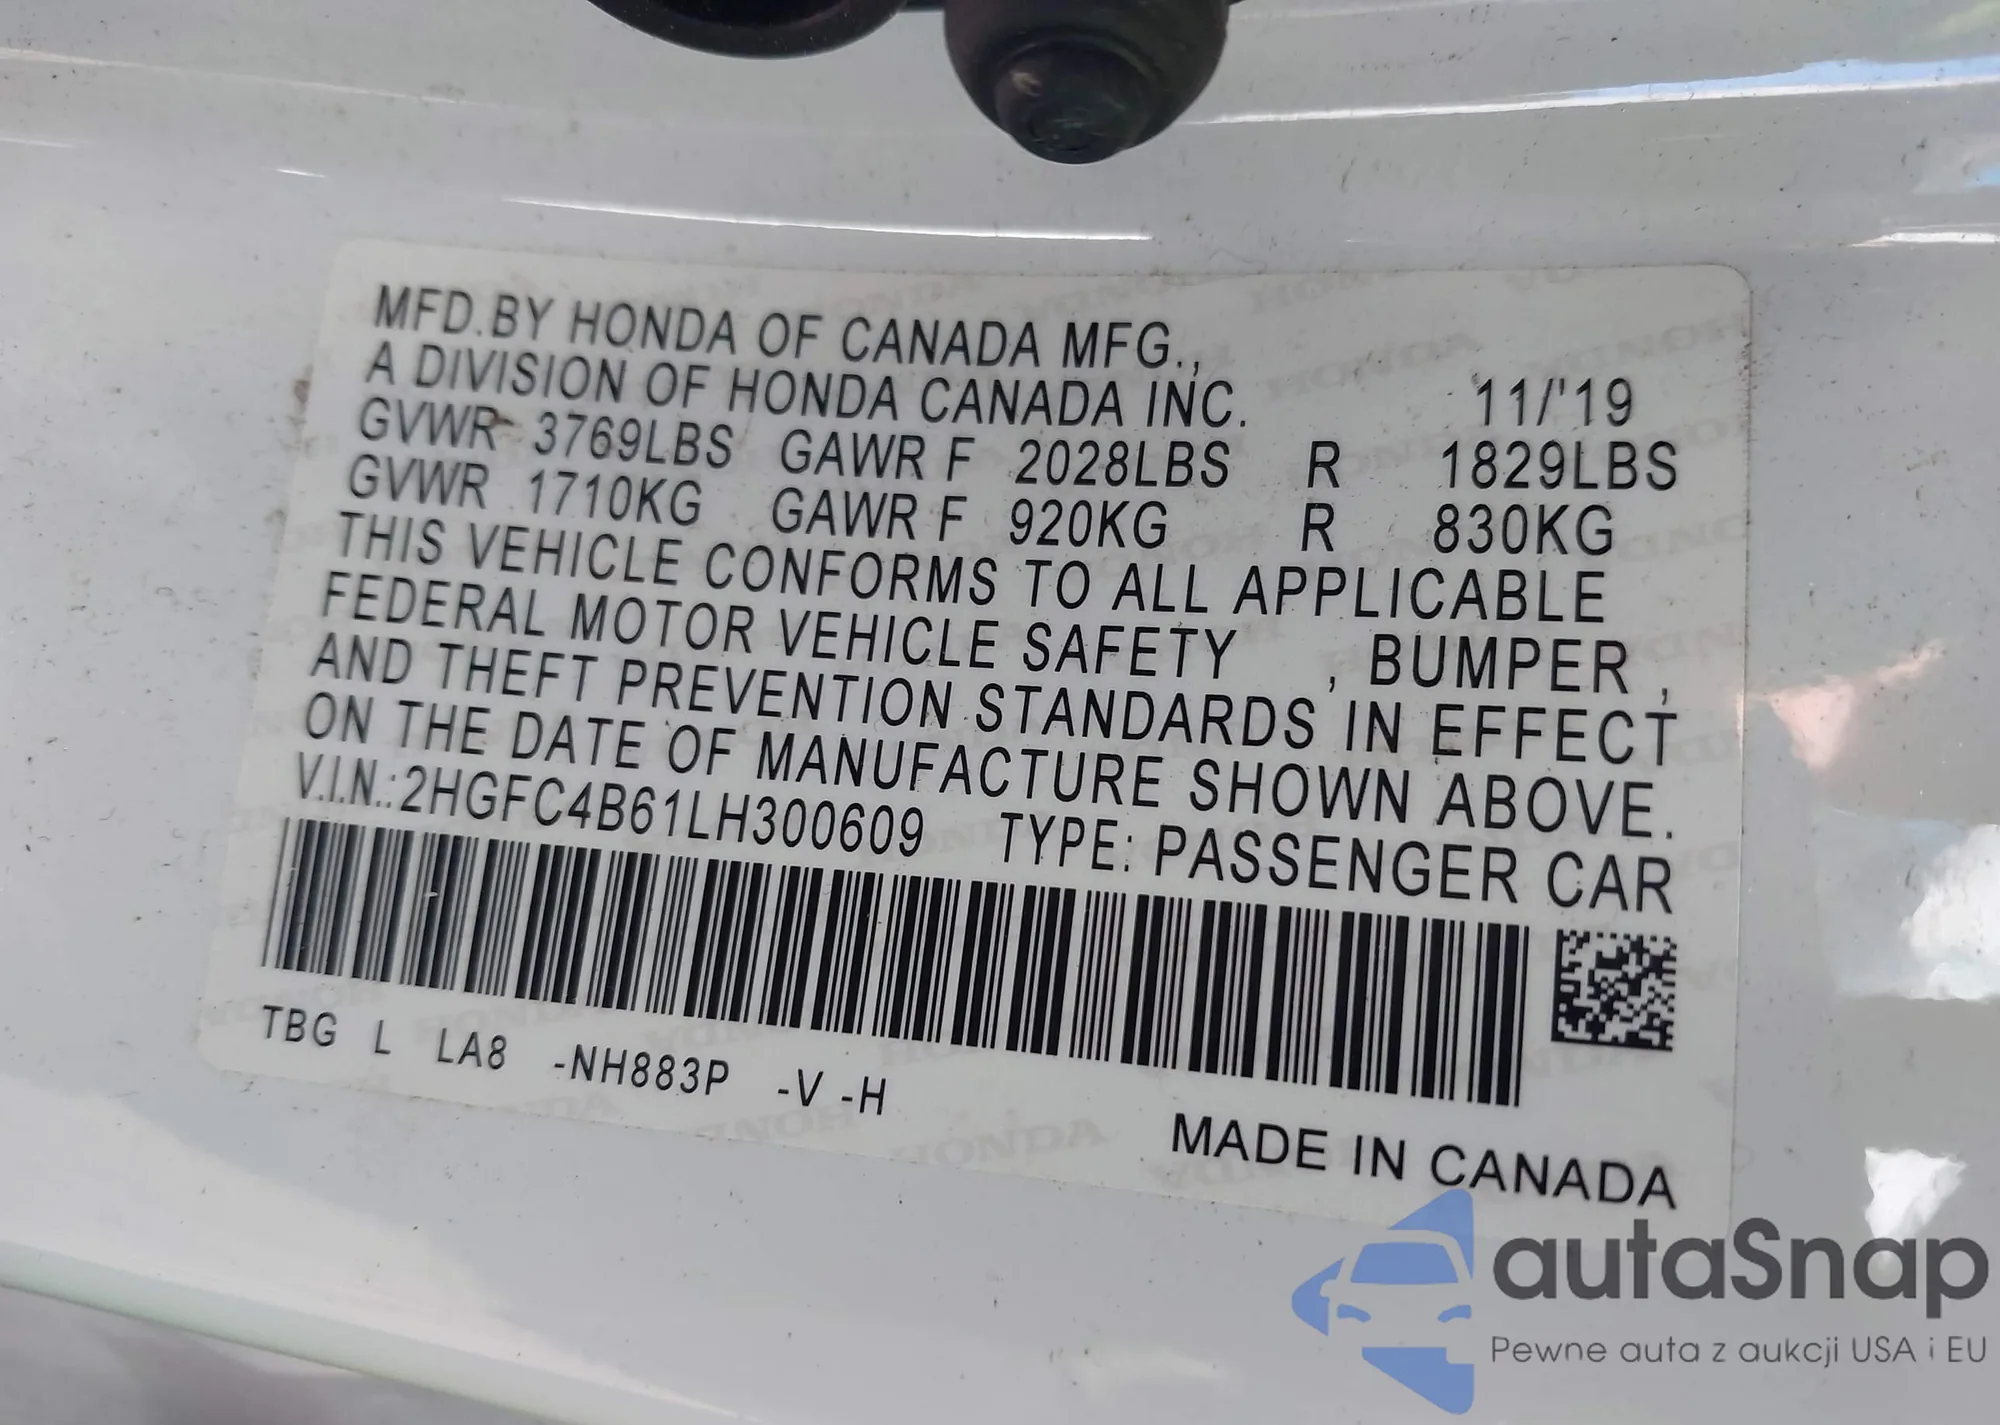 MFD.BY HONDA OF CANADA MFG.,
A DIVISION OF HONDA CANADA INC. 11/'19
GVWR 3769LBS GAWR F 2028LBS R 1829LBS
GVWR 1710KG GAWR F 920KG R 830KG
THIS VEHICLE CONFORMS TO ALL APPLICABLE
FEDERAL MOTOR VEHICLE SAFETY , BUMPER ,
AND THEFT PREVENTION STANDARDS IN EFFECT
ON THE DATE OF MANUFACTURE SHOWN ABOVE.
V.I.N.:2HGFC4B61LH300609 TYPE: PASSENGER CAR
TBG L LA8 -NH883P -V -H
MADE IN CANADA
autaSnap
Pewne auta z aukcji USA i EU